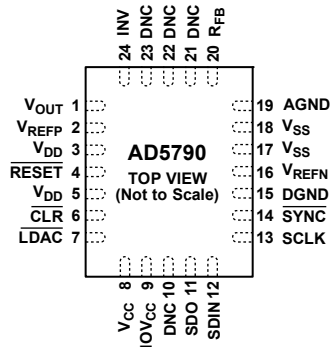 24 INV
23 DNC
22 DNC
21 DNC
20 RFB
VOUT 1
VREFP 2
VDD 3
RESET 4
VDD 5
CLR 6
LDAC 7
AD5790
TOP VIEW
(Not to Scale)
19 AGND
18 VSS
17 VSS
16 VREFN
15 DGND
14 SYNC
13 SCLK
VCC 8
IOVCC 9
DNC 10
SDO 11
SDIN 12